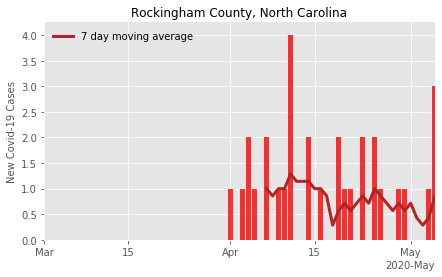 Rockingham County, North Carolina
7 day moving average
New Covid-19 Cases
4.0
3.5
3.0
2.5
2.0
1.5
1.0
0.5
0.0
Mar 15 Apr 15 May
2020-May